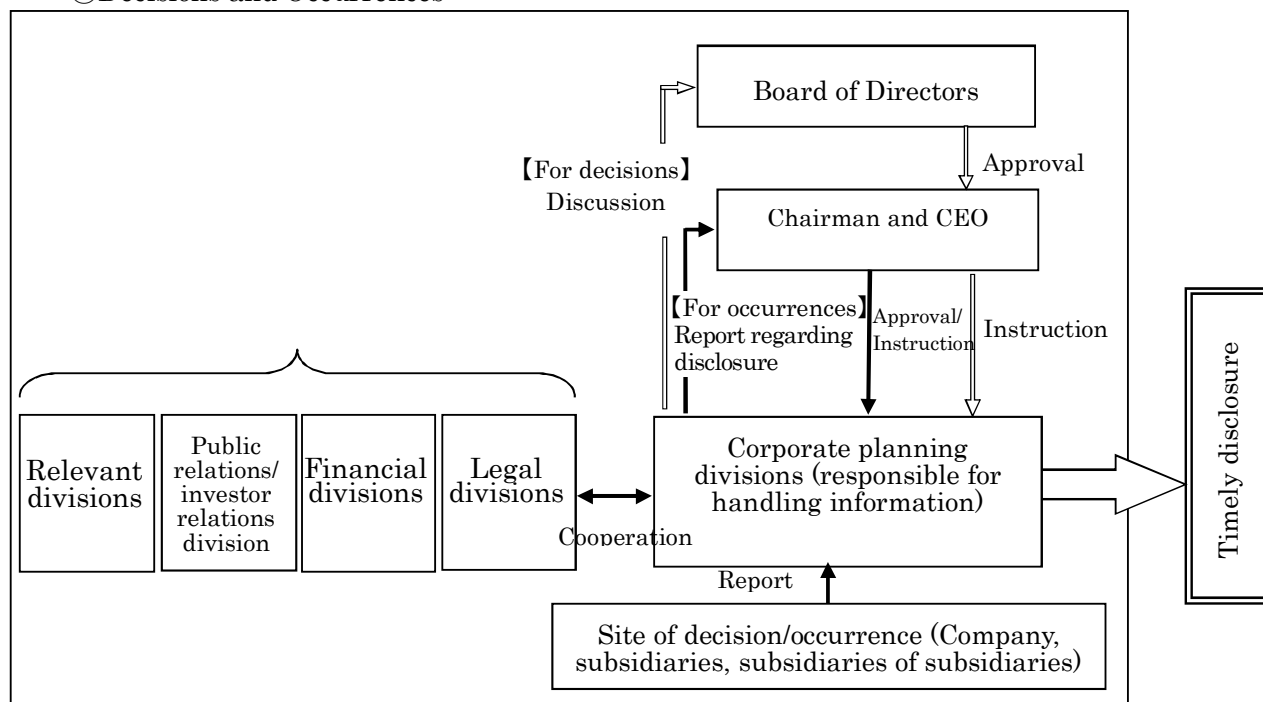 Board of Directors
【For decisions】
Discussion
Approval
Chairman and CEO
【For occurrences】
Report regarding
disclosure
Approval/
Instruction
Instruction
Relevant
divisions
Public
relations/
investor
relations
division
Financial
divisions
Legal
divisions
Cooperation
Corporate planning
divisions (responsible for
handling information)
Timely disclosure
Report
Site of decision/occurrence (Company,
subsidiaries, subsidiaries of subsidiaries)